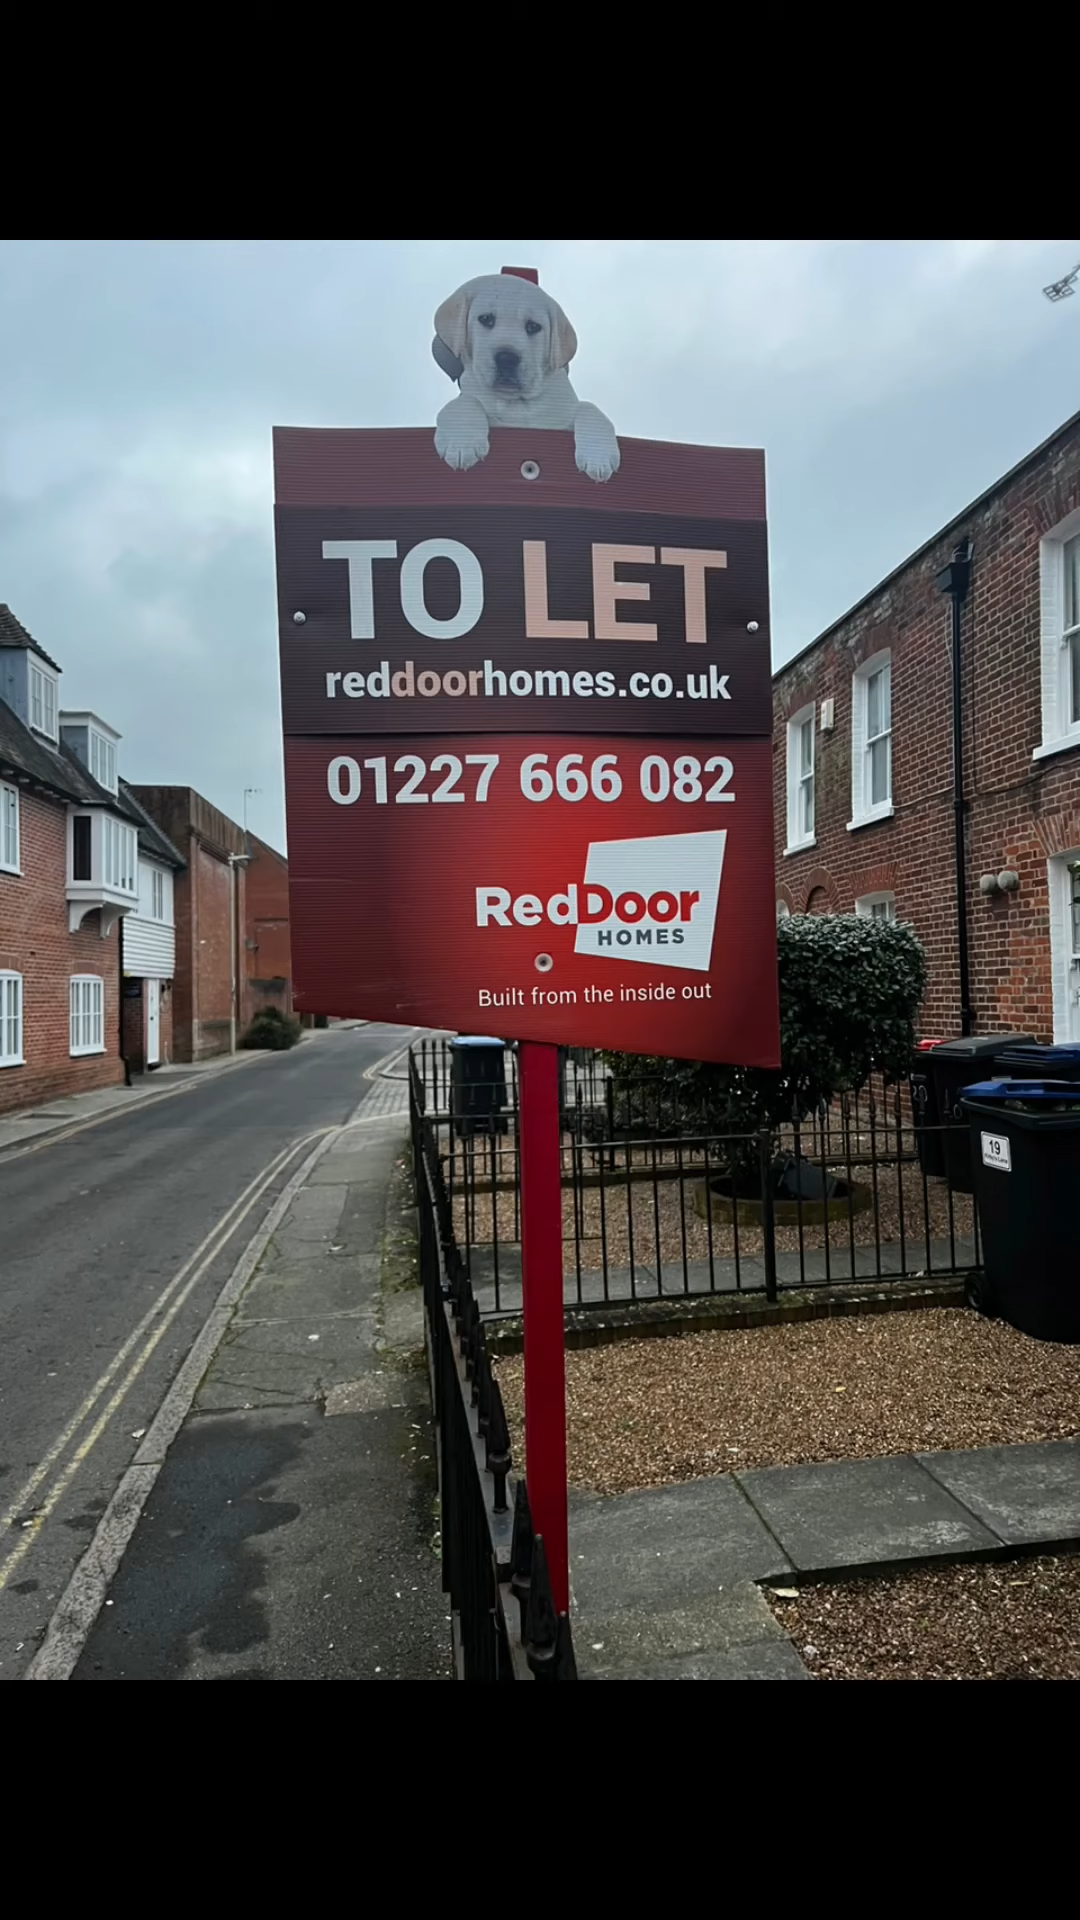 TO LET
reddoorhomes.co.uk
01227 666 082
RedDoor
HOMES
Built from the inside out
19